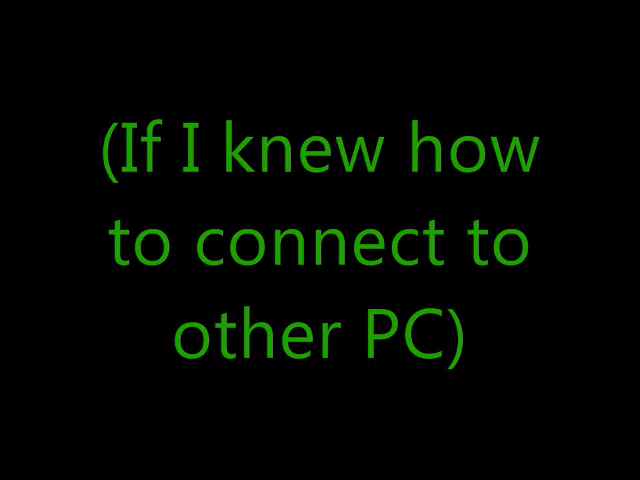 (If I knew how
to connect to
other PC)